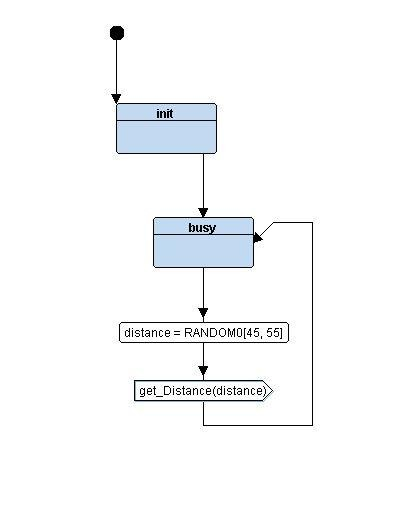 init
busy
distance = RANDOM0[45, 55]
get_Distance(distance)